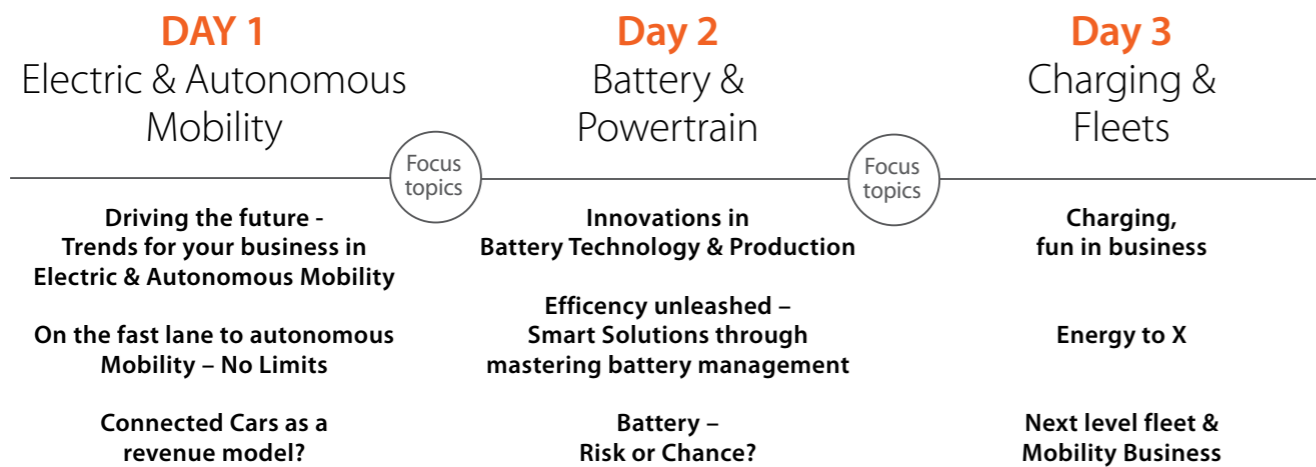 DAY 1
Electric & Autonomous
Mobility
Day 2
Battery &
Powertrain
Day 3
Charging &
Fleets
Focus
topics
Focus
topics
Driving the future -
Trends for your business in
Electric & Autonomous Mobility
On the fast lane to autonomous
Mobility – No Limits
Connected Cars as a
revenue model?
Innovations in
Battery Technology & Production
Efficency unleashed –
Smart Solutions through
mastering battery management
Battery –
Risk or Chance?
Charging,
fun in business
Energy to X
Next level fleet &
Mobility Business